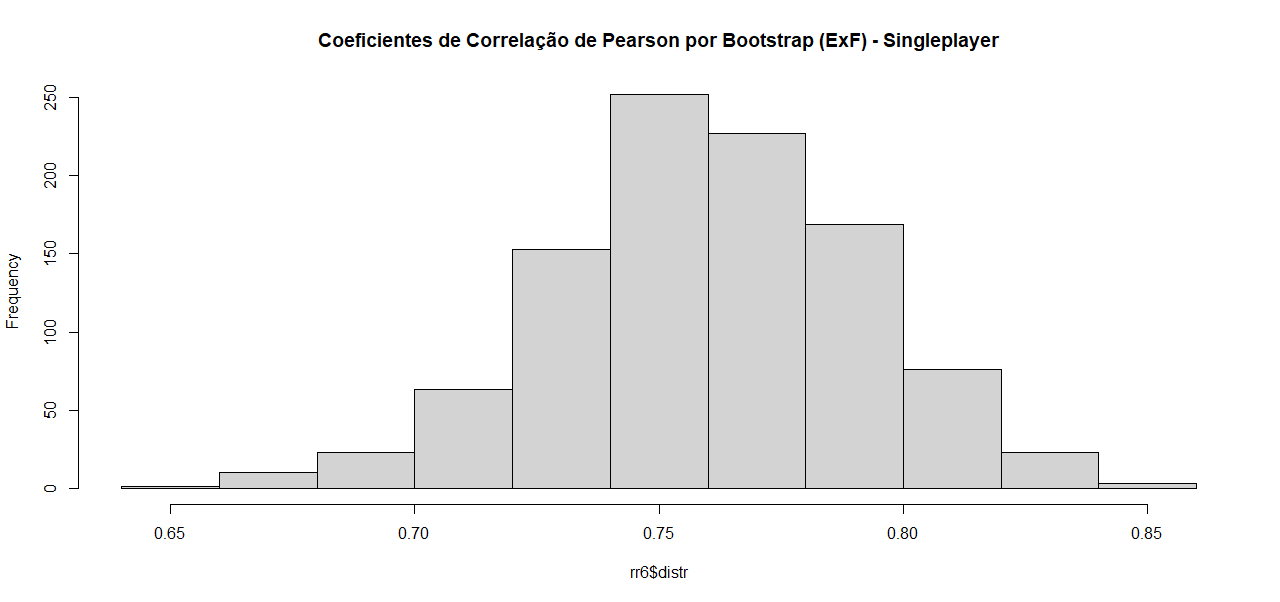 Coeficientes de Correlação de Pearson por Bootstrap (ExF) - Singleplayer
Frequency
250
200
150
100
50
0
0.65 0.70 0.75 0.80 0.85
rr6$distr